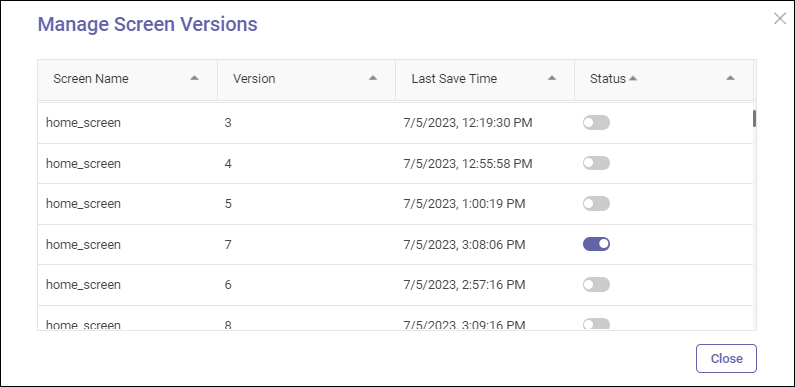 Manage Screen Versions
Screen Name Version Last Save Time Status
home_screen 3 7/5/2023, 12:19:30 PM
home_screen 4 7/5/2023, 12:55:58 PM
home_screen 5 7/5/2023, 1:00:19 PM
home_screen 7 7/5/2023, 3:08:06 PM
home_screen 6 7/5/2023, 2:57:16 PM
home_screen 8 7/5/2023, 3:09:16 PM
Close